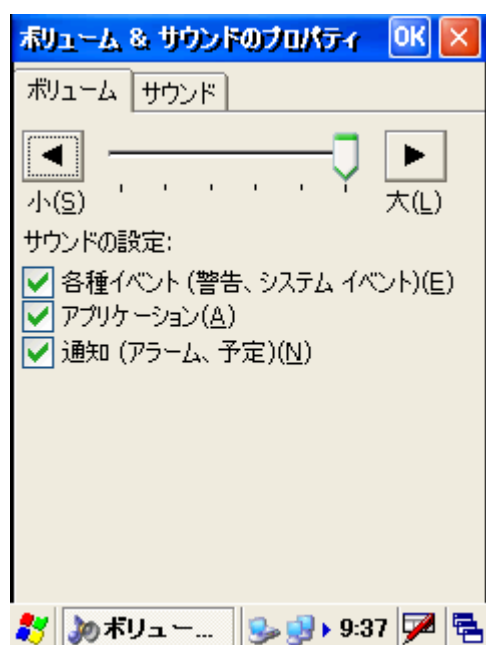 ボリューム & サウンドのプロパティ OK
ボリューム サウンド
小(S) 大(L)
サウンドの設定:
各種イベント (警告、システム イベント)(E)
アプリケーション(A)
通知 (アラーム、予定)(N)
ボリュー... 9:37